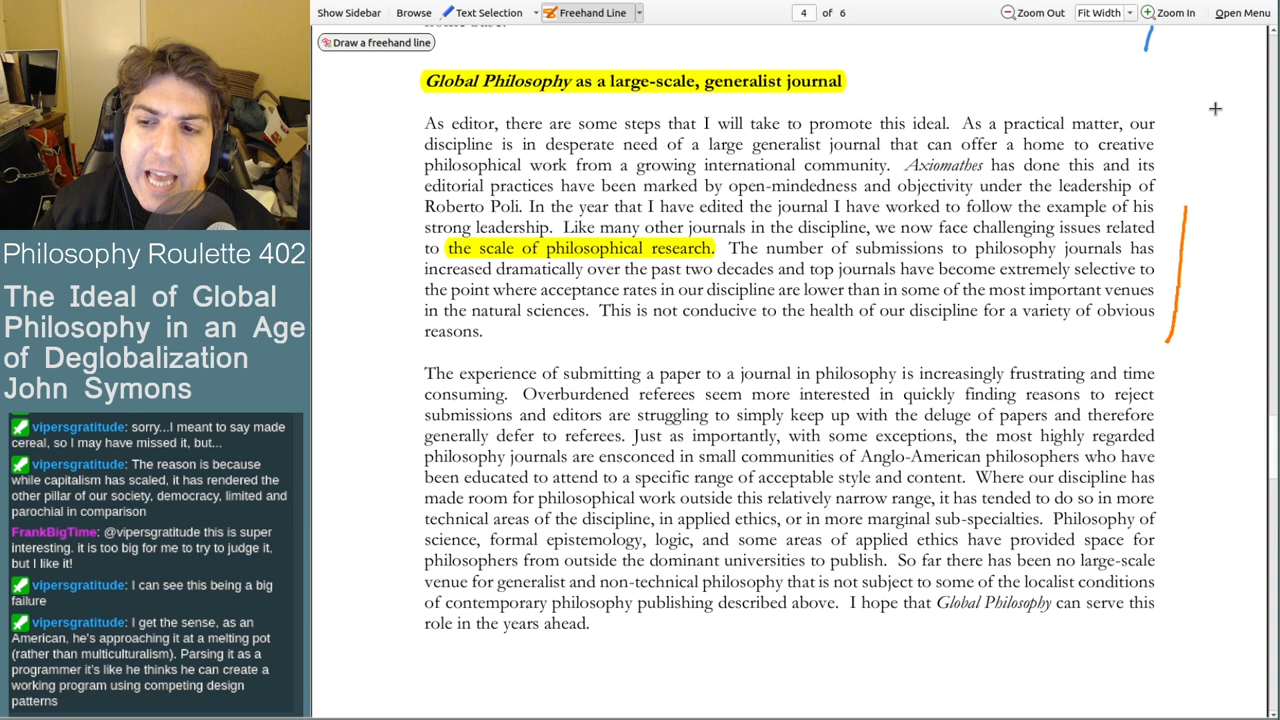 Show Sidebar Browse Text Selection Freehand Line 4 of 6 Zoom Out Fit Width Zoom In Open Menu
Draw a freehand line
Global Philosophy as a large-scale, generalist journal
As editor, there are some steps that I will take to promote this ideal. As a practical matter, our
discipline is in desperate need of a large generalist journal that can offer a home to creative
philosophical work from a growing international community. Axiomathes has done this and its
editorial practices have been marked by open-mindedness and objectivity under the leadership of
Roberto Poli. In the year that I have edited the journal I have worked to follow the example of his
strong leadership. Like many other journals in the discipline, we now face challenging issues related
to the scale of philosophical research. The number of submissions to philosophy journals has
increased dramatically over the past two decades and top journals have become extremely selective to
the point where acceptance rates in our discipline are lower than in some of the most important venues
in the natural sciences. This is not conducive to the health of our discipline for a variety of obvious
reasons.
The experience of submitting a paper to a journal in philosophy is increasingly frustrating and time
consuming. Overburdened referees seem more interested in quickly finding reasons to reject
submissions and editors are struggling to simply keep up with the deluge of papers and therefore
generally defer to referees. Just as importantly, with some exceptions, the most highly regarded
philosophy journals are ensconced in small communities of Anglo-American philosophers who have
been educated to attend to a specific range of acceptable style and content. Where our discipline has
made room for philosophical work outside this relatively narrow range, it has tended to do so in more
technical areas of the discipline, in applied ethics, or in more marginal sub-specialties. Philosophy of
science, formal epistemology, logic, and some areas of applied ethics have provided space for
philosophers from outside the dominant universities to publish. So far there has been no large-scale
venue for generalist and non-technical philosophy that is not subject to some of the localist conditions
of contemporary philosophy publishing described above. I hope that Global Philosophy can serve this
role in the years ahead.
Philosophy Roulette 402
The Ideal of Global
Philosophy in an Age
of Deglobalization
John Symons
vipersgratitude: sorry...I meant to say made
cereal, so I may have missed it, but...
vipersgratitude: The reason is because
while capitalism has scaled, it has rendered the
other pillar of our society, democracy, limited and
parochial in comparison
FrankBigTime: @vipersgratitude this is super
interesting. it is too big for me to try to judge it,
but I like it!
vipersgratitude: I can see this being a big
failure
vipersgratitude: I get the sense, as an
American, he's approaching it at a melting pot
(rather than multiculturalism). Parsing it as a
programmer it's like he thinks he can create a
working program using competing design
patterns